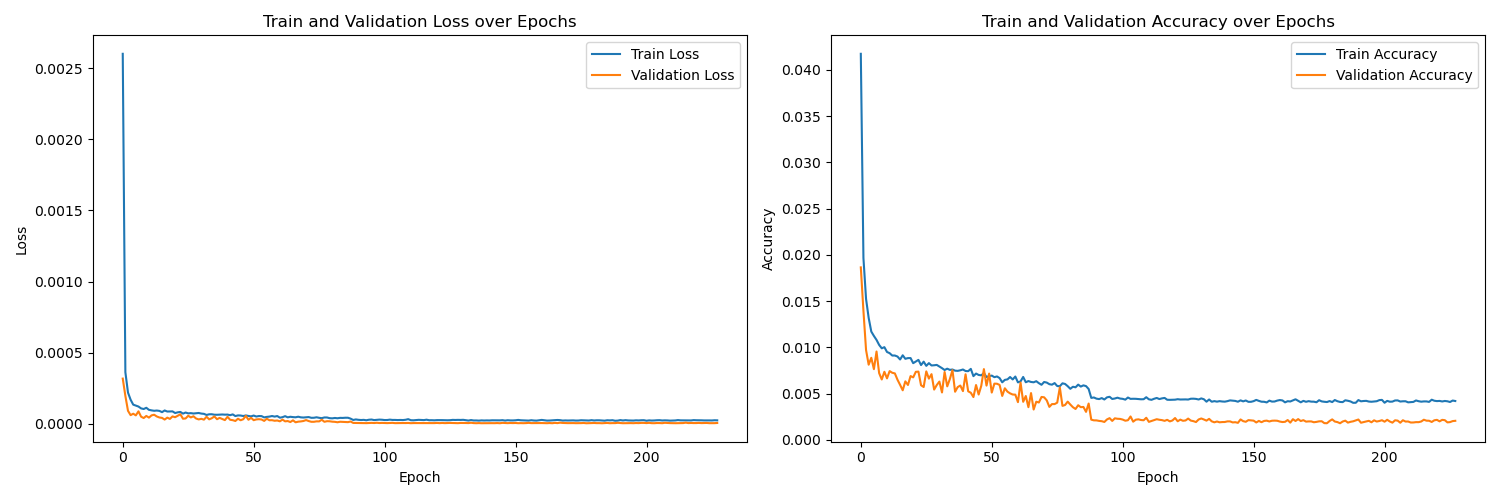 Train and Validation Loss over Epochs
Train Loss
Validation Loss
0.0025
0.0020
0.0015
0.0010
0.0005
0.0000
Loss
0
50
100
150
200
Epoch
Train and Validation Accuracy over Epochs
Train Accuracy
Validation Accuracy
0.040
0.035
0.030
0.025
0.020
0.015
0.010
0.005
0.000
Accuracy
0
50
100
150
200
Epoch